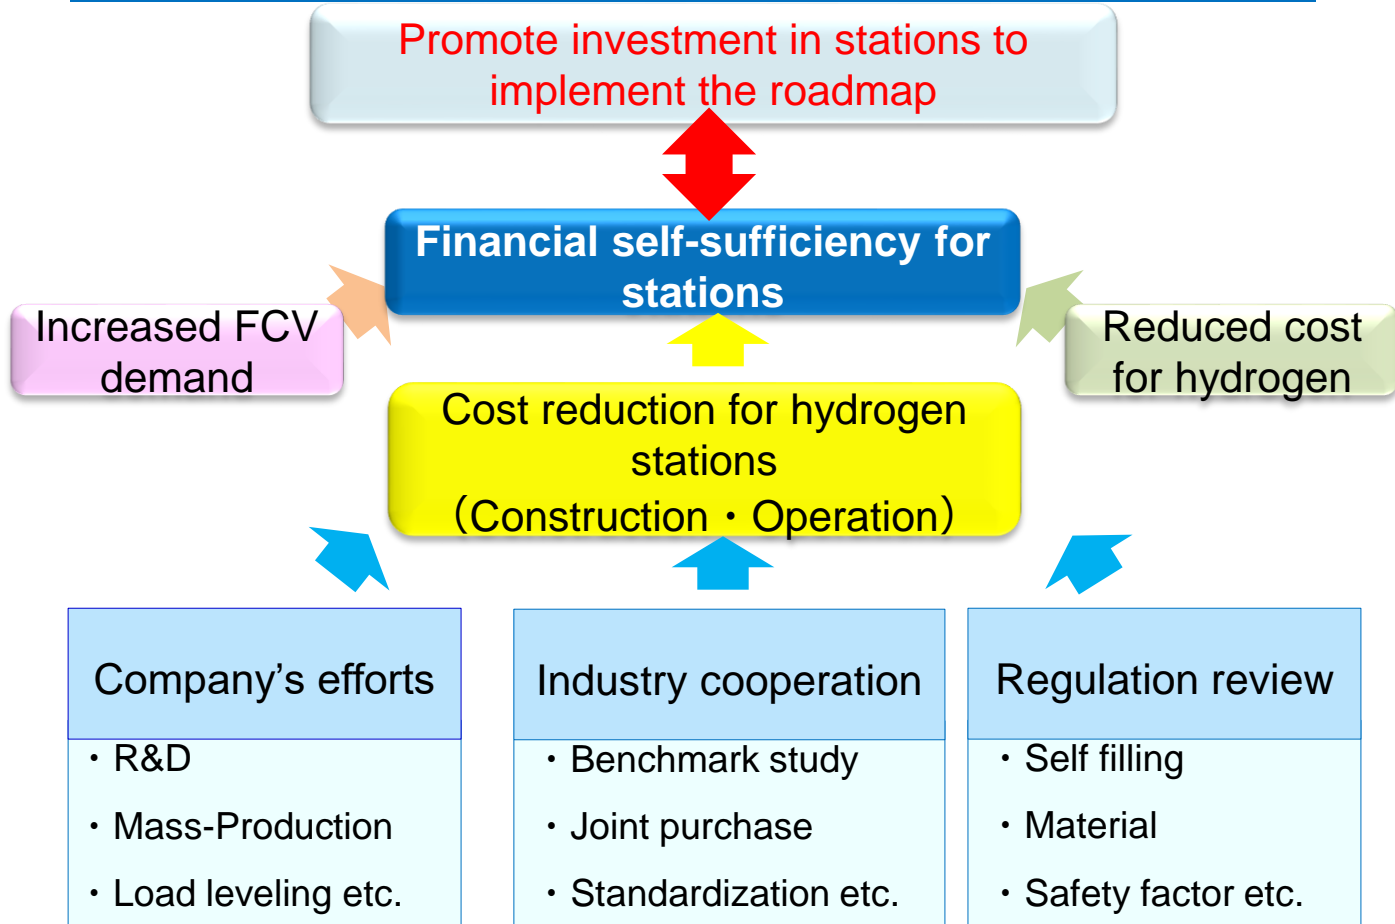 Promote investment in stations to
implement the roadmap
Financial self-sufficiency for
stations
Increased FCV
demand
Reduced cost
for hydrogen
Cost reduction for hydrogen
stations
（Construction・Operation）
Company’s efforts
・R&D
・Mass-Production
・Load leveling etc.
Industry cooperation
・Benchmark study
・Joint purchase
・Standardization etc.
Regulation review
・Self filling
・Material
・Safety factor etc.